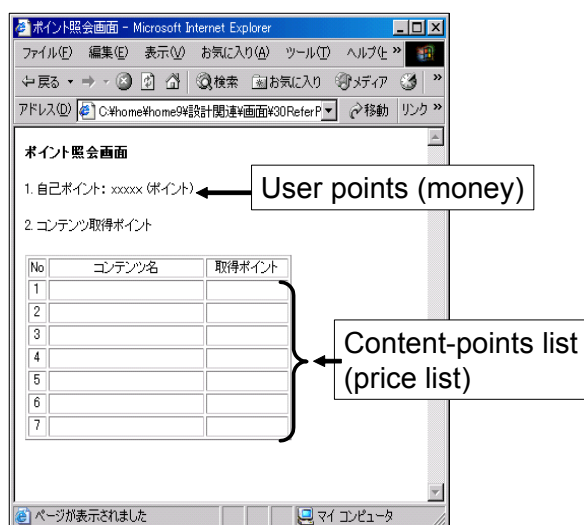 ポイント照会画面 - Microsoft Internet Explorer
ファイル(F) 編集(E) 表示(V) お気に入り(A) ツール(T) ヘルプ(H) »
戻る 検索 お気に入り メディア »
アドレス(D) C:¥home¥home9¥設計関連¥画面¥30ReferP 移動 リンク »
ポイント照会画面
1. 自己ポイント: xxxxx (ポイント)
User points (money)
2. コンテンツ取得ポイント
No コンテンツ名 取得ポイント
1
2
3
4
5
6
7
Content-points list
(price list)
ページが表示されました マイ コンピュータ